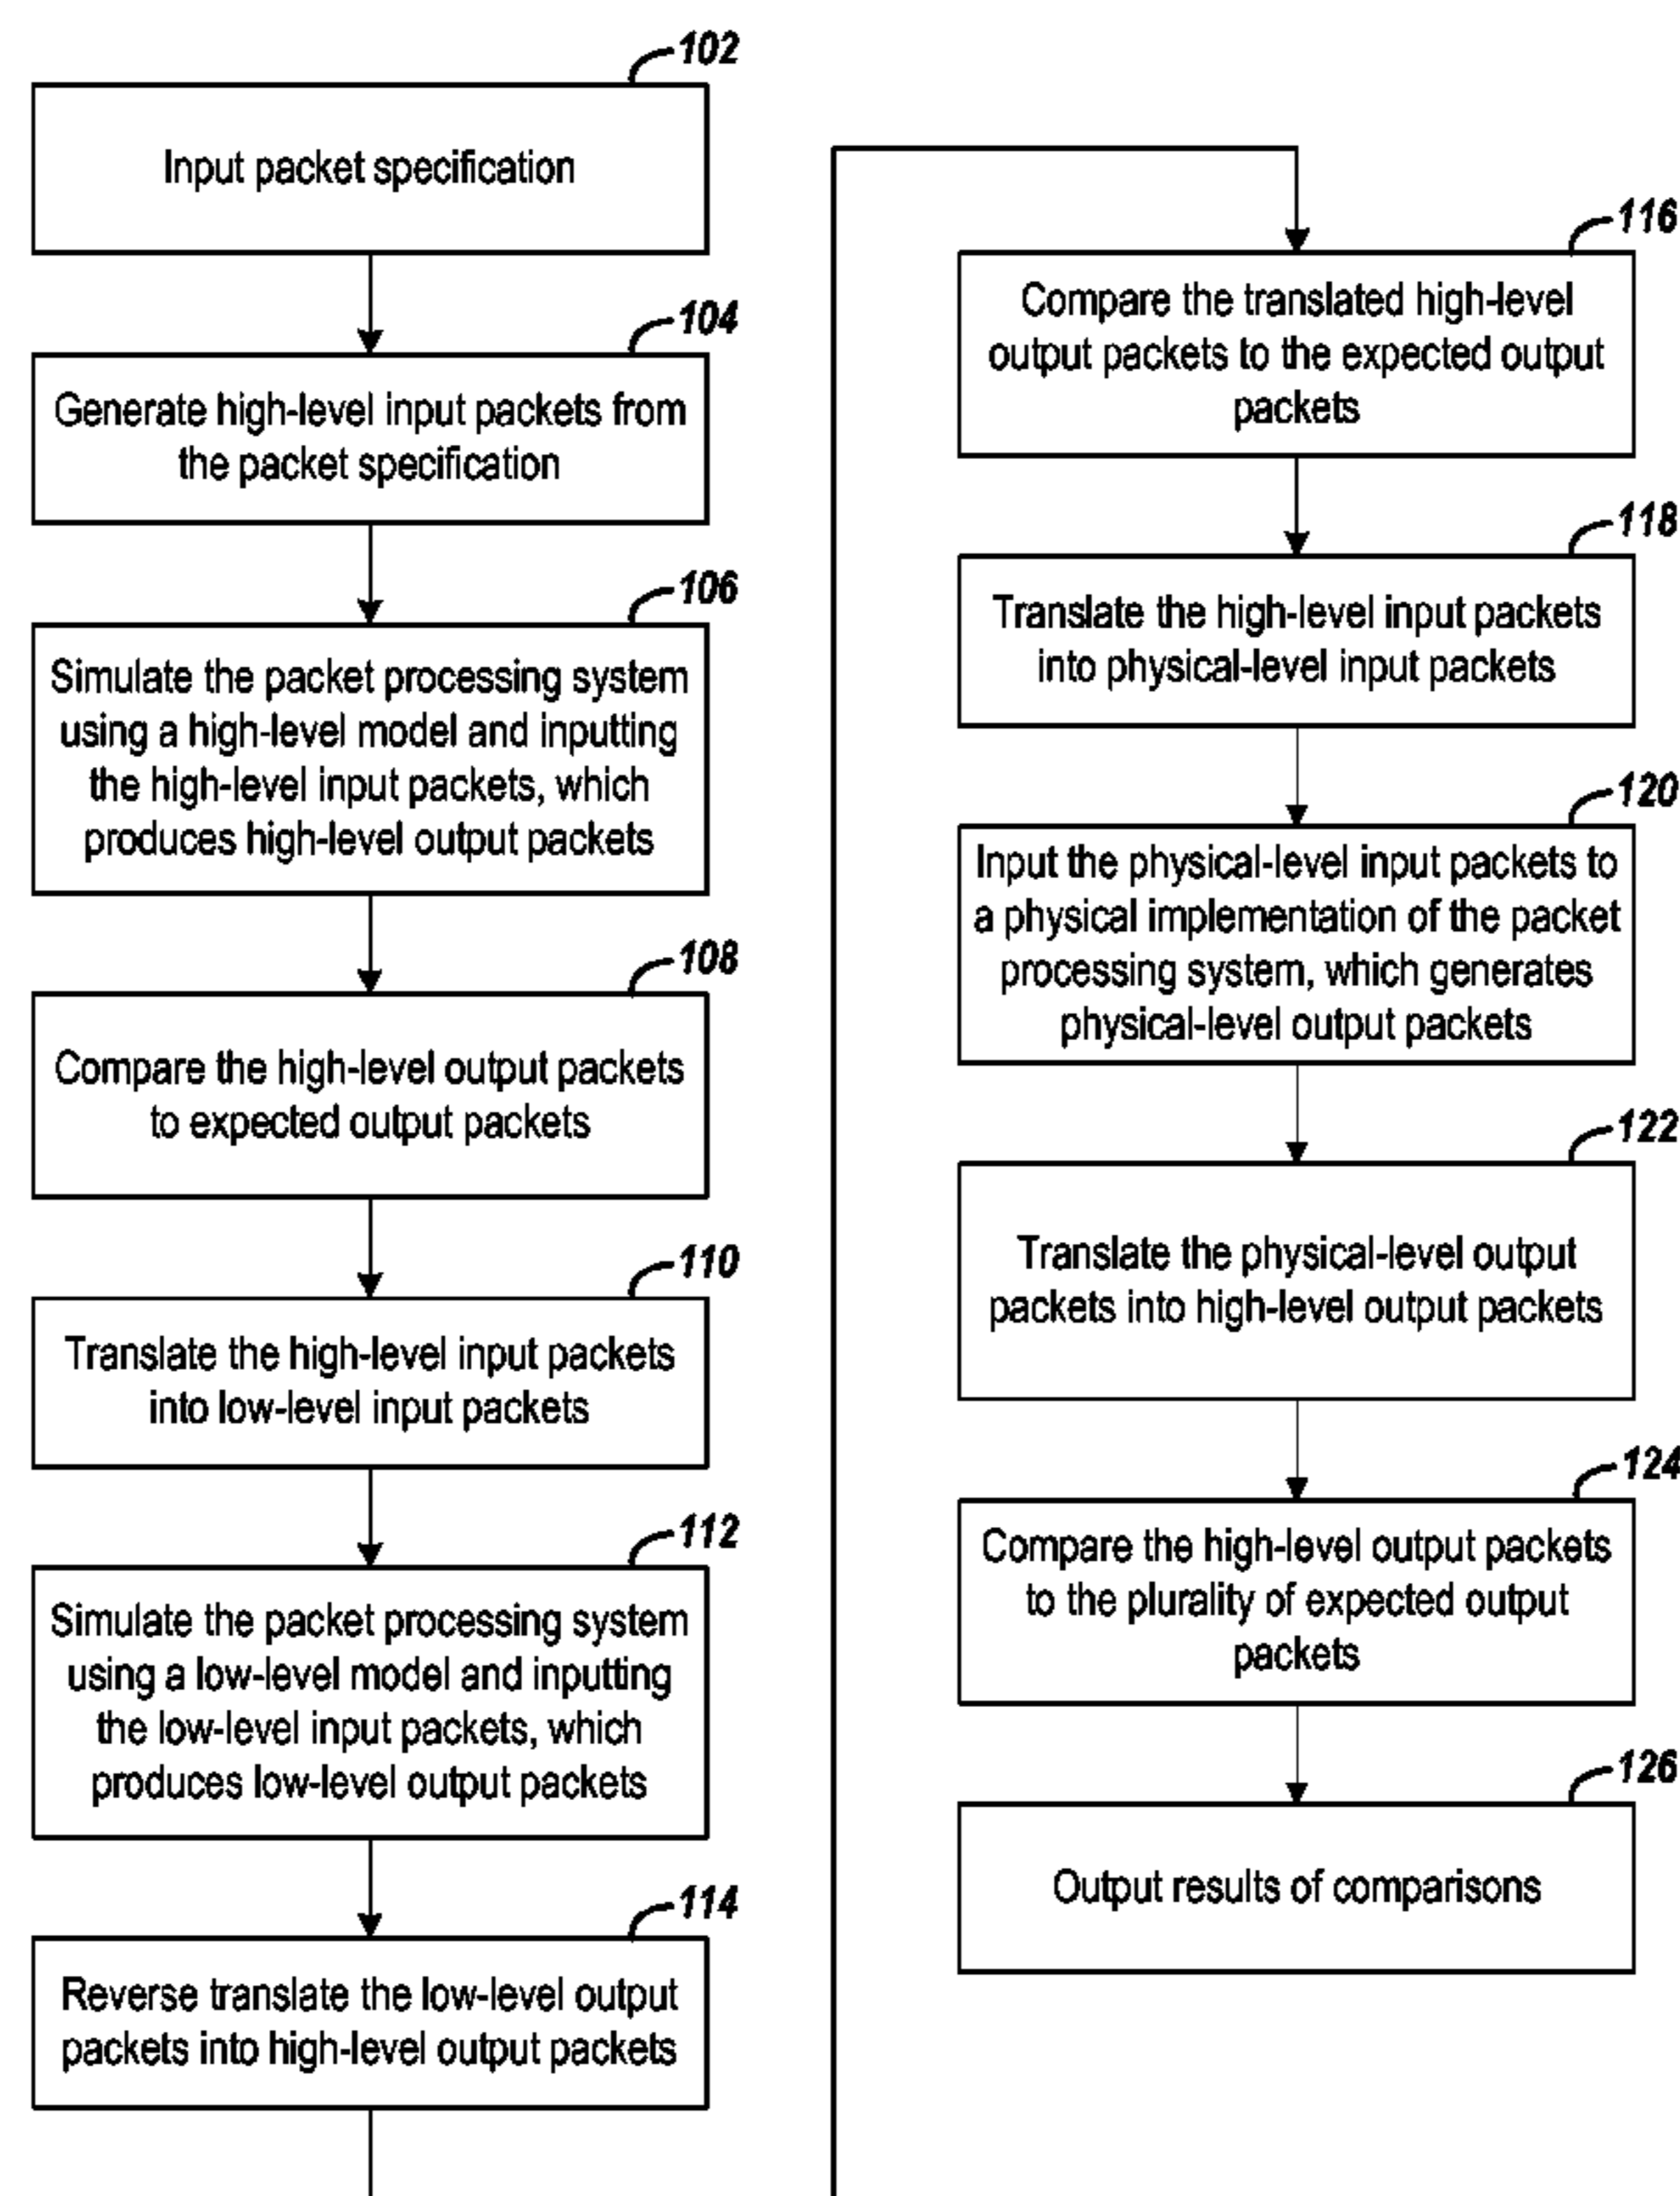 102
Input packet specification
104
Generate high-level input packets from
the packet specification
106
Simulate the packet processing system
using a high-level model and inputting
the high-level input packets, which
produces high-level output packets
108
Compare the high-level output packets
to expected output packets
110
Translate the high-level input packets
into low-level input packets
112
Simulate the packet processing system
using a low-level model and inputting
the low-level input packets, which
produces low-level output packets
114
Reverse translate the low-level output
packets into high-level output packets
116
Compare the translated high-level
output packets to the expected output
packets
118
Translate the high-level input packets
into physical-level input packets
120
Input the physical-level input packets to
a physical implementation of the packet
processing system, which generates
physical-level output packets
122
Translate the physical-level output
packets into high-level output packets
124
Compare the high-level output packets
to the plurality of expected output
packets
126
Output results of comparisons